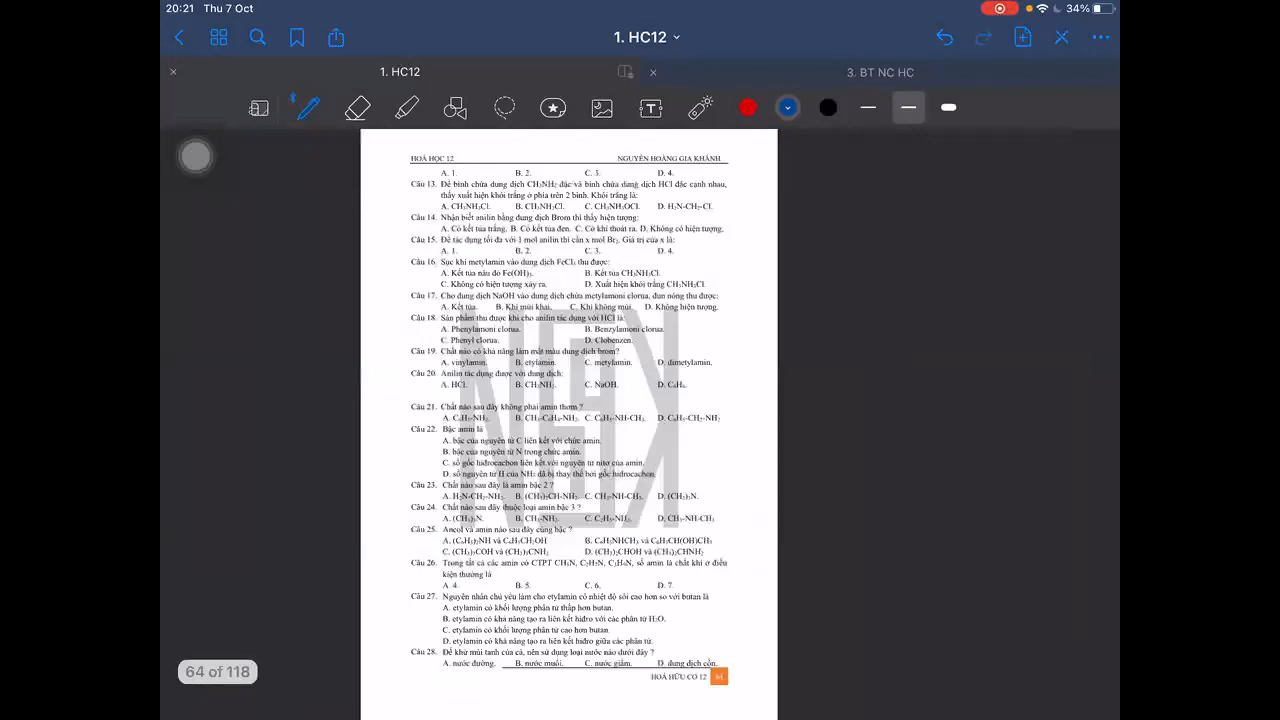 20:21 Thu 7 Oct
34%
1. HC12
1. HC12
3. BT NC HC
HOÁ HỌC 12 NGUYỄN HOÀNG GIA KHÁNH
A. 1. B. 2. C. 3. D. 4.
Câu 13. Để bình chứa dung dịch CH₃NH₂ đặc và bình chứa dung dịch HCl đặc cạnh nhau,
thấy xuất hiện khói trắng ở phía trên 2 bình. Khói trắng là:
A. CH₃NH₃Cl. B. CH₃NH₂Cl. C. CH₃NH₃OCl. D. H₂N-CH₂-Cl.
Câu 14. Nhận biết anilin bằng dung dịch Brom thì thấy hiện tượng:
A. Có kết tủa trắng. B. Có kết tủa đen. C. Có khí thoát ra. D. Không có hiện tượng.
Câu 15. Để tác dụng tối đa với 1 mol anilin thì cần x mol Br₂. Giá trị của x là:
A. 1. B. 2. C. 3. D. 4.
Câu 16. Sục khí metylamin vào dung dịch FeCl₃ thu được:
A. Kết tủa nâu đỏ Fe(OH)₃. B. Kết tủa CH₃NH₃Cl.
C. Không có hiện tượng xảy ra. D. Xuất hiện khói trắng CH₃NH₃Cl.
Câu 17. Cho dung dịch NaOH vào dung dịch chứa metylamoni clorua, đun nóng thu được:
A. Kết tủa. B. Khí mùi khai. C. Khí không mùi. D. Không hiện tượng.
Câu 18. Sản phẩm thu được khi cho anilin tác dụng với HCl là:
A. Phenylamoni clorua. B. Benzylamoni clorua.
C. Phenyl clorua. D. Clobenzen.
Câu 19. Chất nào có khả năng làm mất màu dung dịch brom?
A. vinylamin. B. etylamin. C. metylamin. D. dimetylamin.
Câu 20. Anilin tác dụng được với dung dịch:
A. HCl. B. CH₃NH₂. C. NaOH. D. C₆H₆.
Câu 21. Chất nào sau đây không phải amin thơm ?
A. C₆H₅-NH₂. B. CH₃-C₆H₄-NH₂. C. C₆H₅-NH-CH₃. D. C₆H₅-CH₂-NH₂
Câu 22. Bậc amin là
A. bậc của nguyên tử C liên kết với chức amin.
B. bậc của nguyên tử N trong chức amin.
C. số gốc hiđrocacbon liên kết với nguyên tử nitơ của amin.
D. số nguyên tử H của NH₃ đã bị thay thế bởi gốc hiđrocacbon.
Câu 23. Chất nào sau đây là amin bậc 2 ?
A. H₂N-CH₂-NH₂. B. (CH₃)₂CH-NH₂. C. CH₃-NH-CH₃. D. (CH₃)₃N.
Câu 24. Chất nào sau đây thuộc loại amin bậc 3 ?
A. (CH₃)₃N. B. CH₃-NH₂. C. C₂H₅-NH₂. D. CH₃-NH-CH₃
Câu 25. Ancol và amin nào sau đây cùng bậc ?
A. (C₆H₅)₂NH và C₆H₅CH₂OH B. C₆H₅NHCH₃ và C₆H₅CH(OH)CH₃
C. (CH₃)₃COH và (CH₃)₃CNH₂ D. (CH₃)₂CHOH và (CH₃)₂CHNH₂
Câu 26. Trong tất cả các amin có CTPT CH₅N, C₂H₇N, C₃H₉N, số amin là chất khí ở điều
kiện thường là
A. 4. B. 5. C. 6. D. 7.
Câu 27. Nguyên nhân chủ yếu làm cho etylamin có nhiệt độ sôi cao hơn so với butan là
A. etylamin có khối lượng phân tử thấp hơn butan.
B. etylamin có khả năng tạo ra liên kết hiđro với các phân tử H₂O.
C. etylamin có khối lượng phân tử cao hơn butan.
D. etylamin có khả năng tạo ra liên kết hiđro giữa các phân tử.
Câu 28. Để khử mùi tanh của cá, nên sử dụng loại nước nào dưới đây ?
A. nước đường. B. nước muối. C. nước giấm. D. dung dịch cồn.
HOÁ HỮU CƠ 12 64
64 of 118